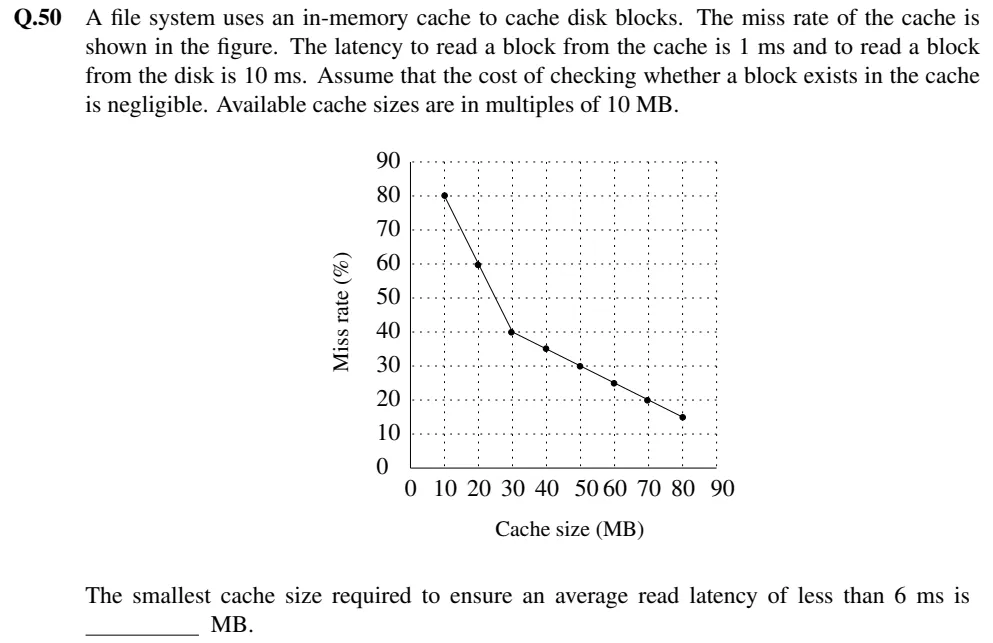 Q.50 A file system uses an in-memory cache to cache disk blocks. The miss rate of the cache is
shown in the figure. The latency to read a block from the cache is 1 ms and to read a block
from the disk is 10 ms. Assume that the cost of checking whether a block exists in the cache
is negligible. Available cache sizes are in multiples of 10 MB.
90
80
70
60
50
40
30
20
10
0
Miss rate (%)
0 10 20 30 40 50 60 70 80 90
Cache size (MB)
The smallest cache size required to ensure an average read latency of less than 6 ms is
__________ MB.